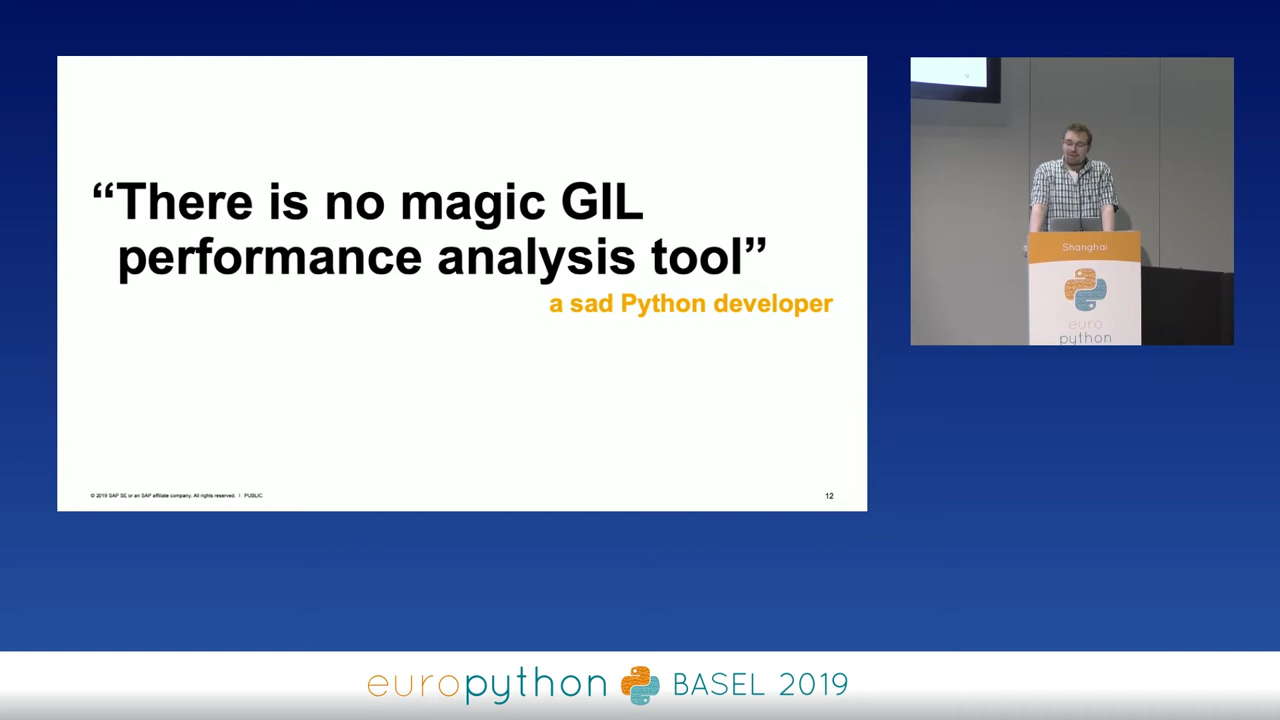 “There is no magic GIL
performance analysis tool”
a sad Python developer
© 2019 SAP SE or an SAP affiliate company. All rights reserved. | PUBLIC
12
Shanghai
euro
python
europython BASEL 2019